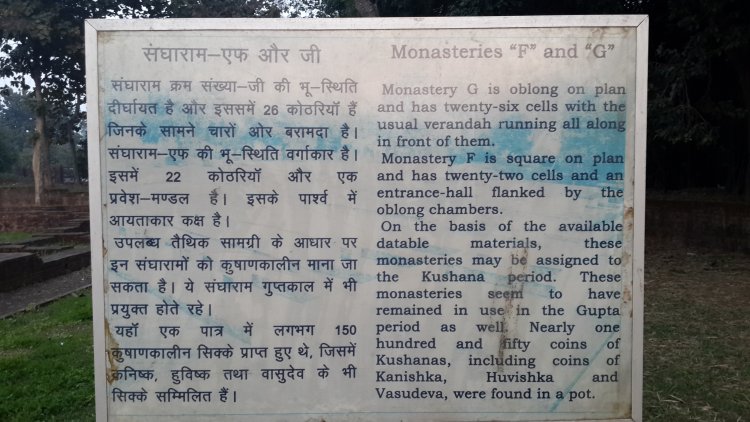 संघाराम–एफ और जी
संघाराम क्रम संख्या–जी की भू–स्थिति
दीर्घायत है और इससमें 26 कोठरियाँ हैं
जिनके सामने चारों ओर बरामदा है।
संघाराम–एफ की भू–स्थिति वर्गाकार है।
इसमें 22 कोठरियाँ और एक
प्रवेश–मण्डल है। इसके पार्श्व में
आयताकार कक्ष है।
उपलब्ध तैथिक सामग्री के आधार पर
इन संघारामों को कुषाणकालीन माना जा
सकता है। ये संघाराम गुप्तकाल में भी
प्रयुक्त होते रहे।
यहाँ एक पात्र में लगभग 150
कुषाणकालीन सिक्के प्राप्त हुए थे, जिसमें
कनिष्क, हुविष्क तथा वासुदेव के भी
सिक्के सम्मिलित हैं।
Monasteries “F” and “G”
Monastery G is oblong on plan
and has twenty-six cells with the
usual verandah running all along
in front of them.
Monastery F is square on plan
and has twenty-two cells and an
entrance-hall flanked by the
oblong chambers.
On the basis of the available
datable materials, these
monasteries may be assigned to
the Kushana period. These
monasteries seem to have
remained in use in the Gupta
period as well. Nearly one
hundred and fifty coins of
Kushanas, including coins of
Kanishka, Huvishka and
Vasudeva, were found in a pot.